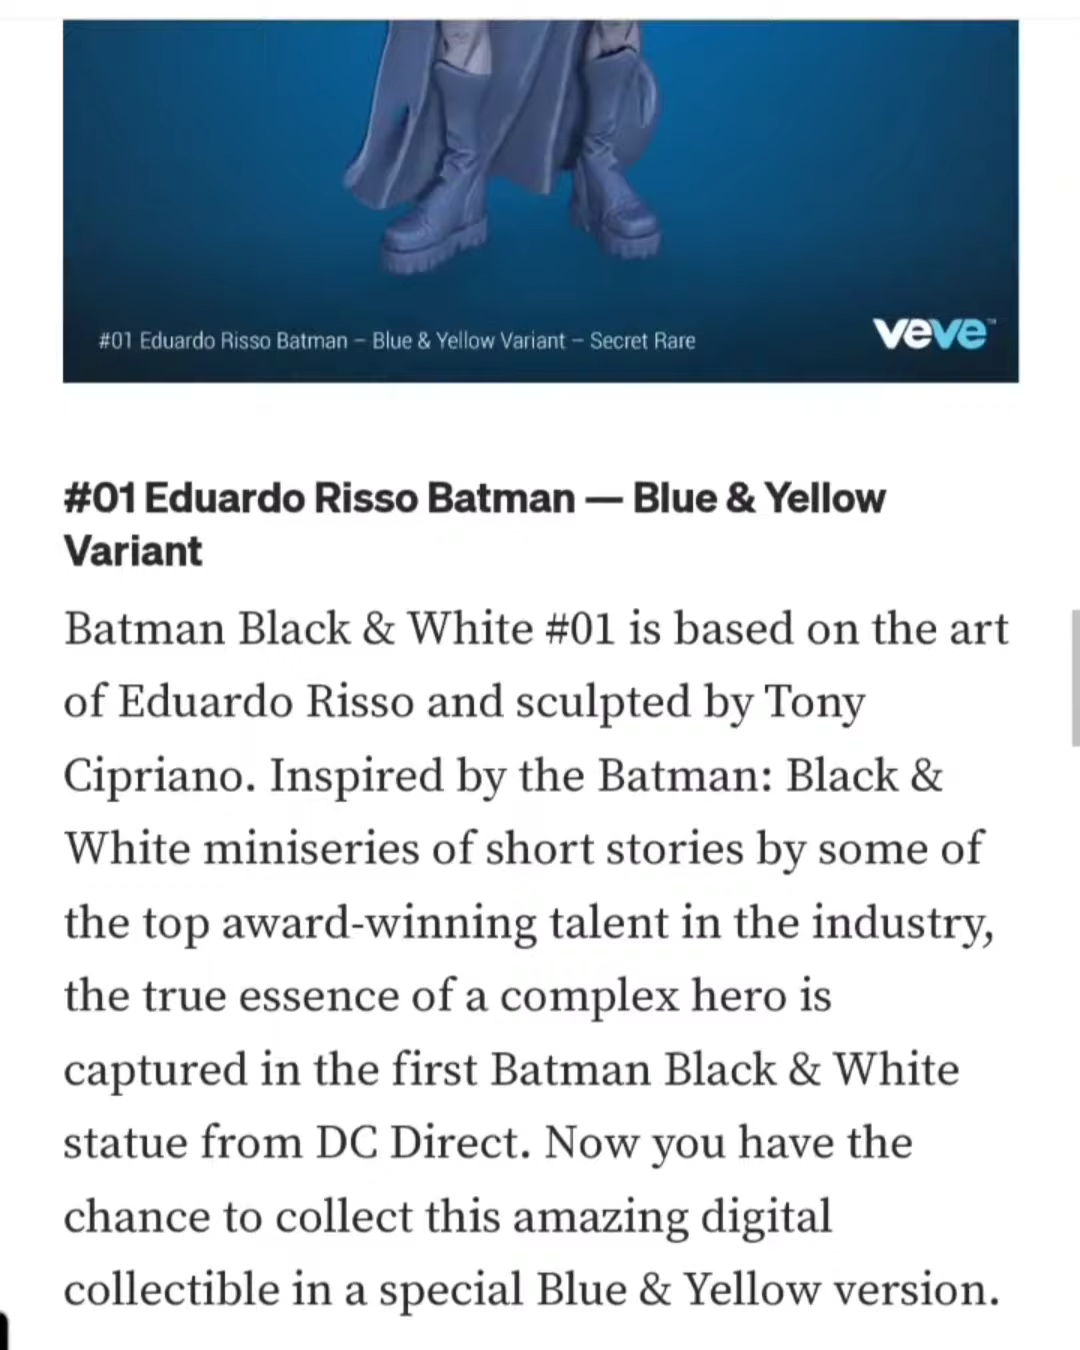 #01 Eduardo Risso Batman – Blue & Yellow Variant – Secret Rare
veve™
#01 Eduardo Risso Batman — Blue & Yellow
Variant
Batman Black & White #01 is based on the art
of Eduardo Risso and sculpted by Tony
Cipriano. Inspired by the Batman: Black &
White miniseries of short stories by some of
the top award-winning talent in the industry,
the true essence of a complex hero is
captured in the first Batman Black & White
statue from DC Direct. Now you have the
chance to collect this amazing digital
collectible in a special Blue & Yellow version.